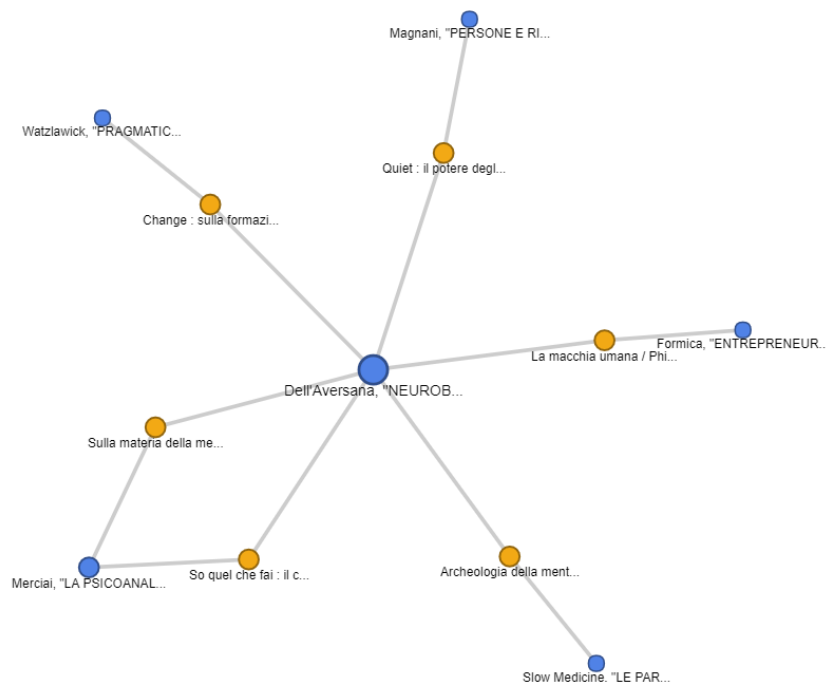 Magnani, "PERSONE E RI...
Watzlawick, "PRAGMATIC...
Quiet : il potere degl...
Change : sulla formazi...
Formica, "ENTREPRENEUR...
La macchia umana / Phi...
Dell'Aversana, "NEUROB...
Sulla materia della me...
Archeologia della ment...
So quel che fai : il c...
Merciai, "LA PSICOANAL...
Slow Medicine, "LE PAR...